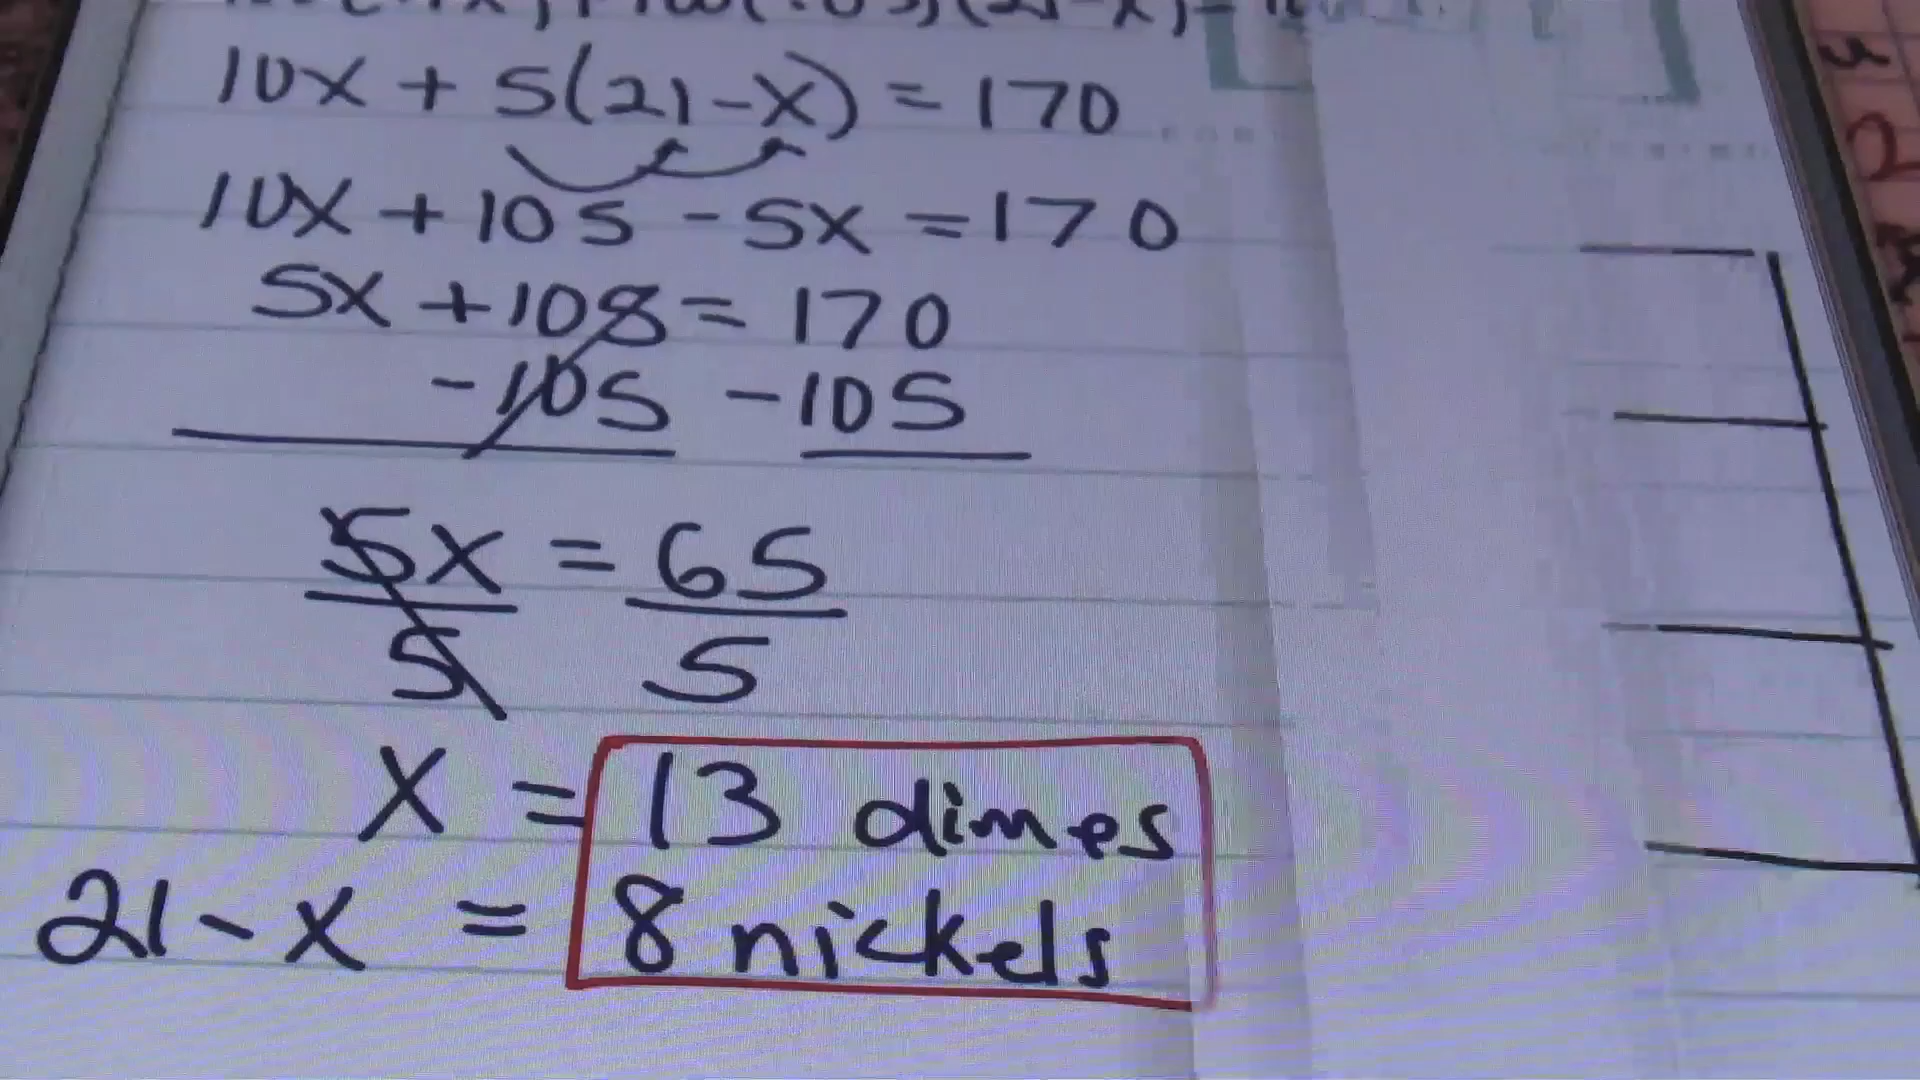 10x + 5(21-x) = 170
10x + 105 - 5x = 170
5x + 105 = 170
-105 -105
5x = 65
5 5
x = 13 dimes
21-x = 8 nickels